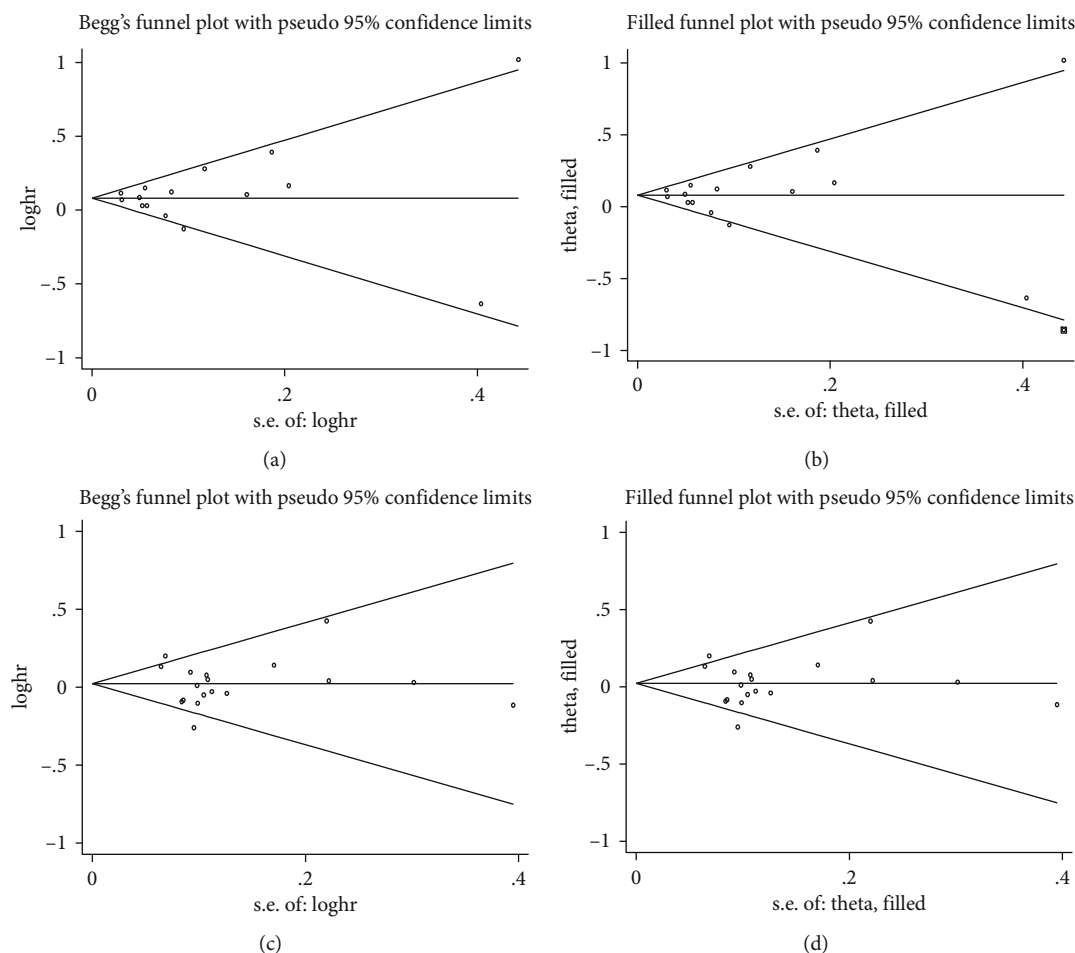 Begg's funnel plot with pseudo 95% confidence limits
1
.5
0
−.5
−1
loghr
0 .2 .4
s.e. of: loghr
(a)
Filled funnel plot with pseudo 95% confidence limits
1
.5
0
−.5
−1
theta, filled
0 .2 .4
s.e. of: theta, filled
(b)
Begg's funnel plot with pseudo 95% confidence limits
1
.5
0
−.5
−1
loghr
0 .2 .4
s.e. of: loghr
(c)
Filled funnel plot with pseudo 95% confidence limits
1
.5
0
−.5
−1
theta, filled
0 .2 .4
s.e. of: theta, filled
(d)